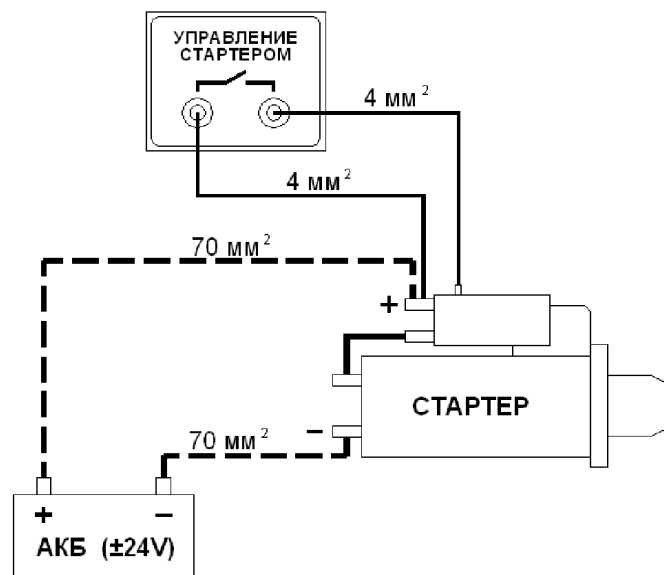 УПРАВЛЕНИЕ
СТАРТЕРОМ
4 мм²
4 мм²
70 мм²
+
СТАРТЕР
–
70 мм²
+ –
АКБ (±24V)